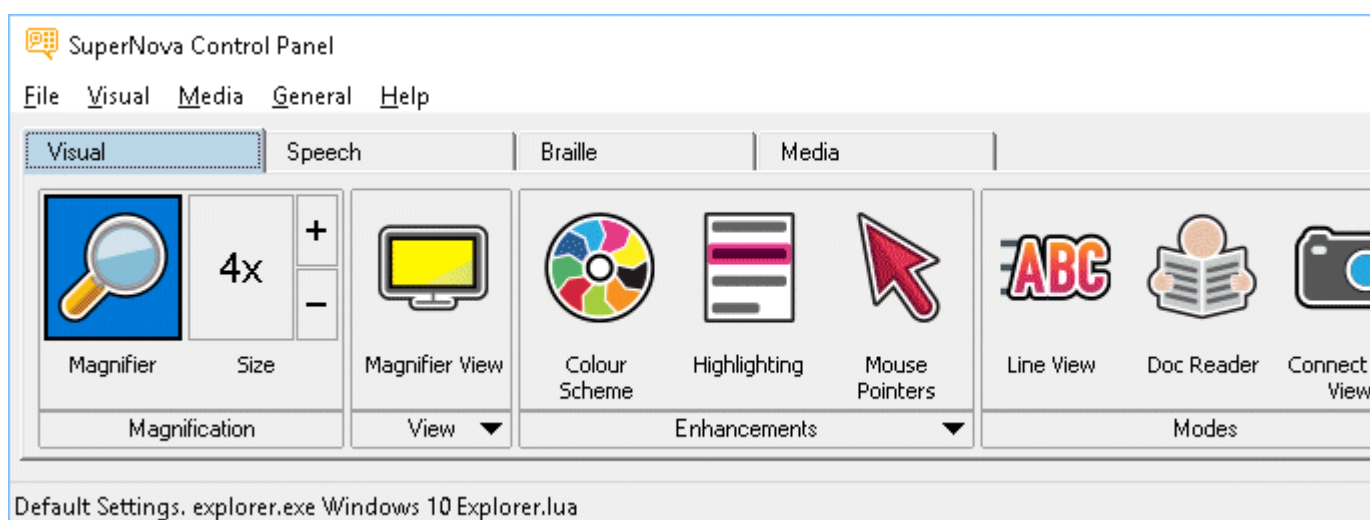 SuperNova Control Panel
File Visual Media General Help
Visual Speech Braille Media
4x + −
ABC
Magnifier Size Magnifier View Colour Scheme Highlighting Mouse Pointers Line View Doc Reader Connect View
Magnification View Enhancements Modes
Default Settings. explorer.exe Windows 10 Explorer.lua